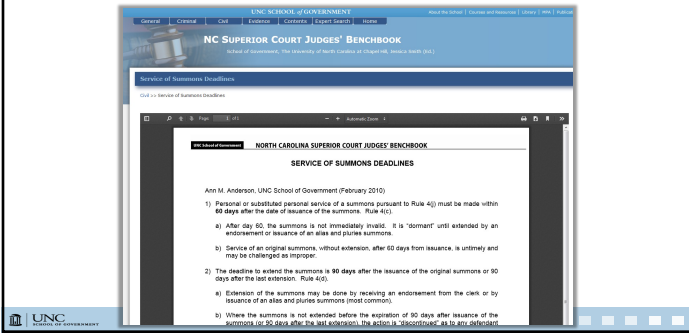 UNC SCHOOL of GOVERNMENT
About the School | Courses and Resources | Library | MPA | Publicat
General | Criminal | Civil | Evidence | Contents | Expert Search | Home
NC SUPERIOR COURT JUDGES' BENCHBOOK
School of Government, The University of North Carolina at Chapel Hill, Jessica Smith (Ed.)
Service of Summons Deadlines
Civil >> Service of Summons Deadlines
Page 1 of 1 — + Automatic Zoom
UNC School of Government NORTH CAROLINA SUPERIOR COURT JUDGES' BENCHBOOK
SERVICE OF SUMMONS DEADLINES
Ann M. Anderson, UNC School of Government (February 2010)
1) Personal or substituted personal service of a summons pursuant to Rule 4(j) must be made within
60 days after the date of issuance of the summons. Rule 4(c).
a) After day 60, the summons is not immediately invalid. It is "dormant" until extended by an
endorsement or issuance of an alias and pluries summons.
b) Service of an original summons, without extension, after 60 days from issuance, is untimely and
may be challenged as improper.
2) The deadline to extend the summons is 90 days after the issuance of the original summons or 90
days after the last extension. Rule 4(d).
a) Extension of the summons may be done by receiving an endorsement from the clerk or by
issuance of an alias and pluries summons (most common).
b) Where the summons is not extended before the expiration of 90 days after issuance of the
summons (or 90 days after the last extension), the action is "discontinued" as to any defendant
UNC
SCHOOL OF GOVERNMENT